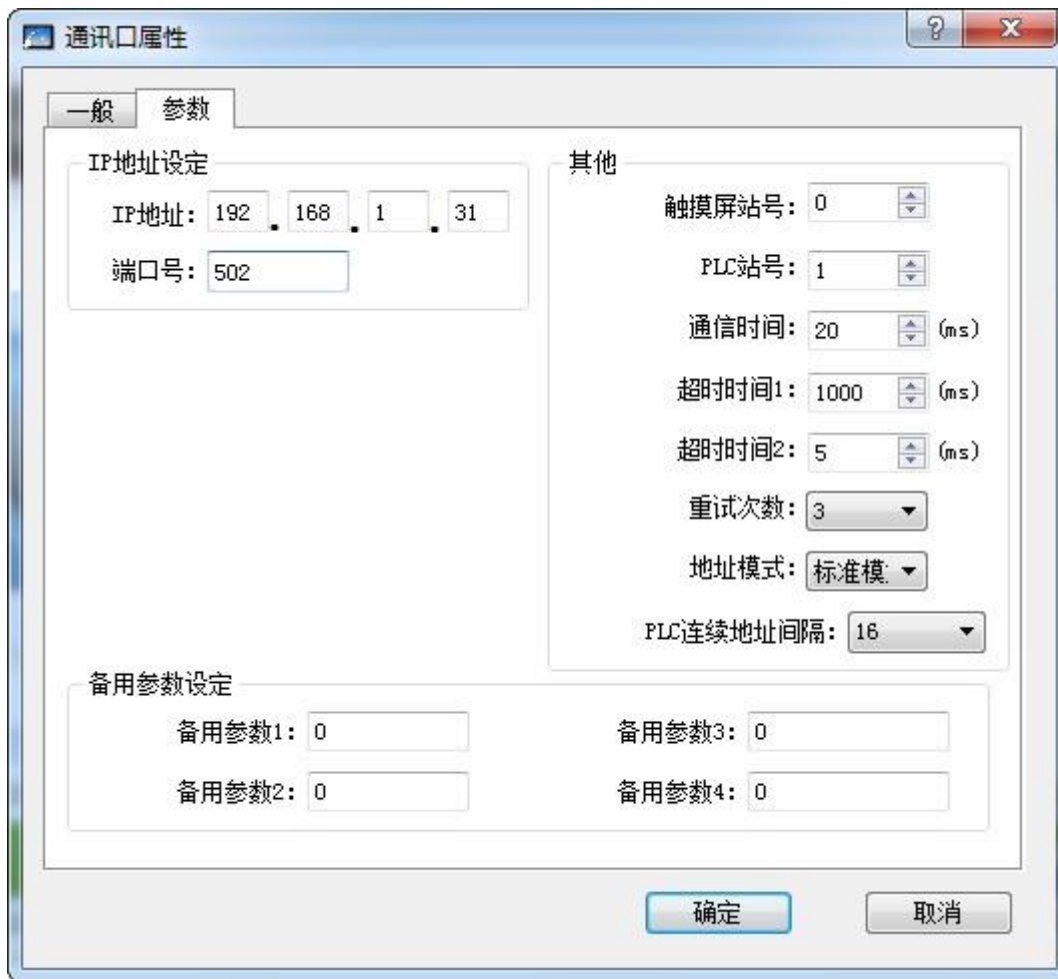 通讯口属性
一般
参数
IP地址设定
IP地址: 192 . 168 . 1 . 31
端口号: 502
其他
触摸屏站号: 0
PLC站号: 1
通信时间: 20 (ms)
超时时间1: 1000 (ms)
超时时间2: 5 (ms)
重试次数: 3
地址模式: 标准模
PLC连续地址间隔: 16
备用参数设定
备用参数1: 0
备用参数3: 0
备用参数2: 0
备用参数4: 0
确定
取消